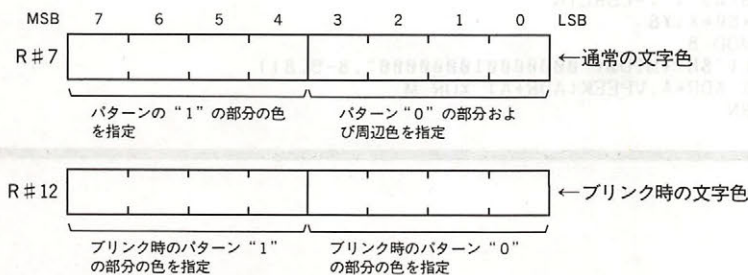 MSB 7 6 5 4 3 2 1 0 LSB
R#7 ←通常の文字色
パターンの“1”の部分の色
を指定
パターン“0”の部分およ
び周辺色を指定
R#12 ←ブリンク時の文字色
ブリンク時のパターン“1”
の部分の色を指定
ブリンク時のパターン“0”
の部分の色を指定